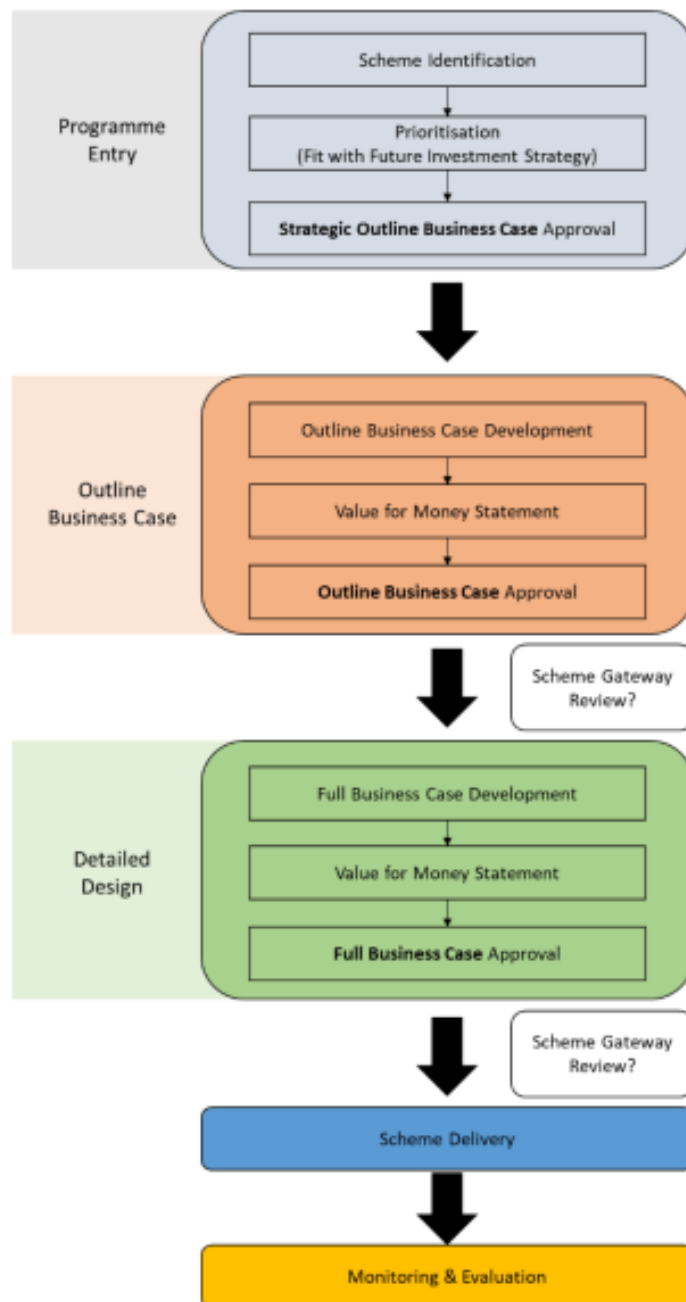 Programme
Entry
Scheme Identification
Prioritisation
(Fit with Future Investment Strategy)
Strategic Outline Business Case Approval
Outline
Business Case
Outline Business Case Development
Value for Money Statement
Outline Business Case Approval
Scheme Gateway
Review?
Detailed
Design
Full Business Case Development
Value for Money Statement
Full Business Case Approval
Scheme Gateway
Review?
Scheme Delivery
Monitoring & Evaluation